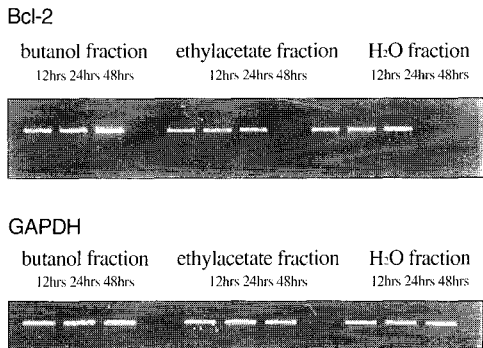 Bcl-2
butanol fraction ethylacetate fraction H2O fraction
12hrs 24hrs 48hrs 12hrs 24hrs 48hrs 12hrs 24hrs 48hrs
GAPDH
butanol fraction ethylacetate fraction H2O fraction
12hrs 24hrs 48hrs 12hrs 24hrs 48hrs 12hrs 24hrs 48hrs